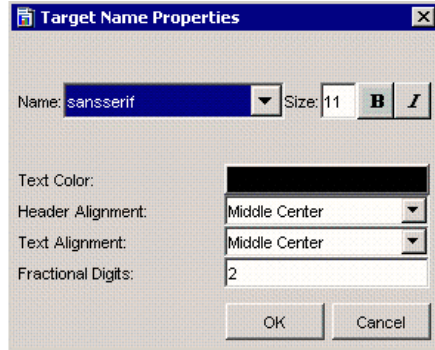 Target Name Properties
Name: sansserif Size: 11 B I
Text Color:
Header Alignment: Middle Center
Text Alignment: Middle Center
Fractional Digits: 2
OK Cancel